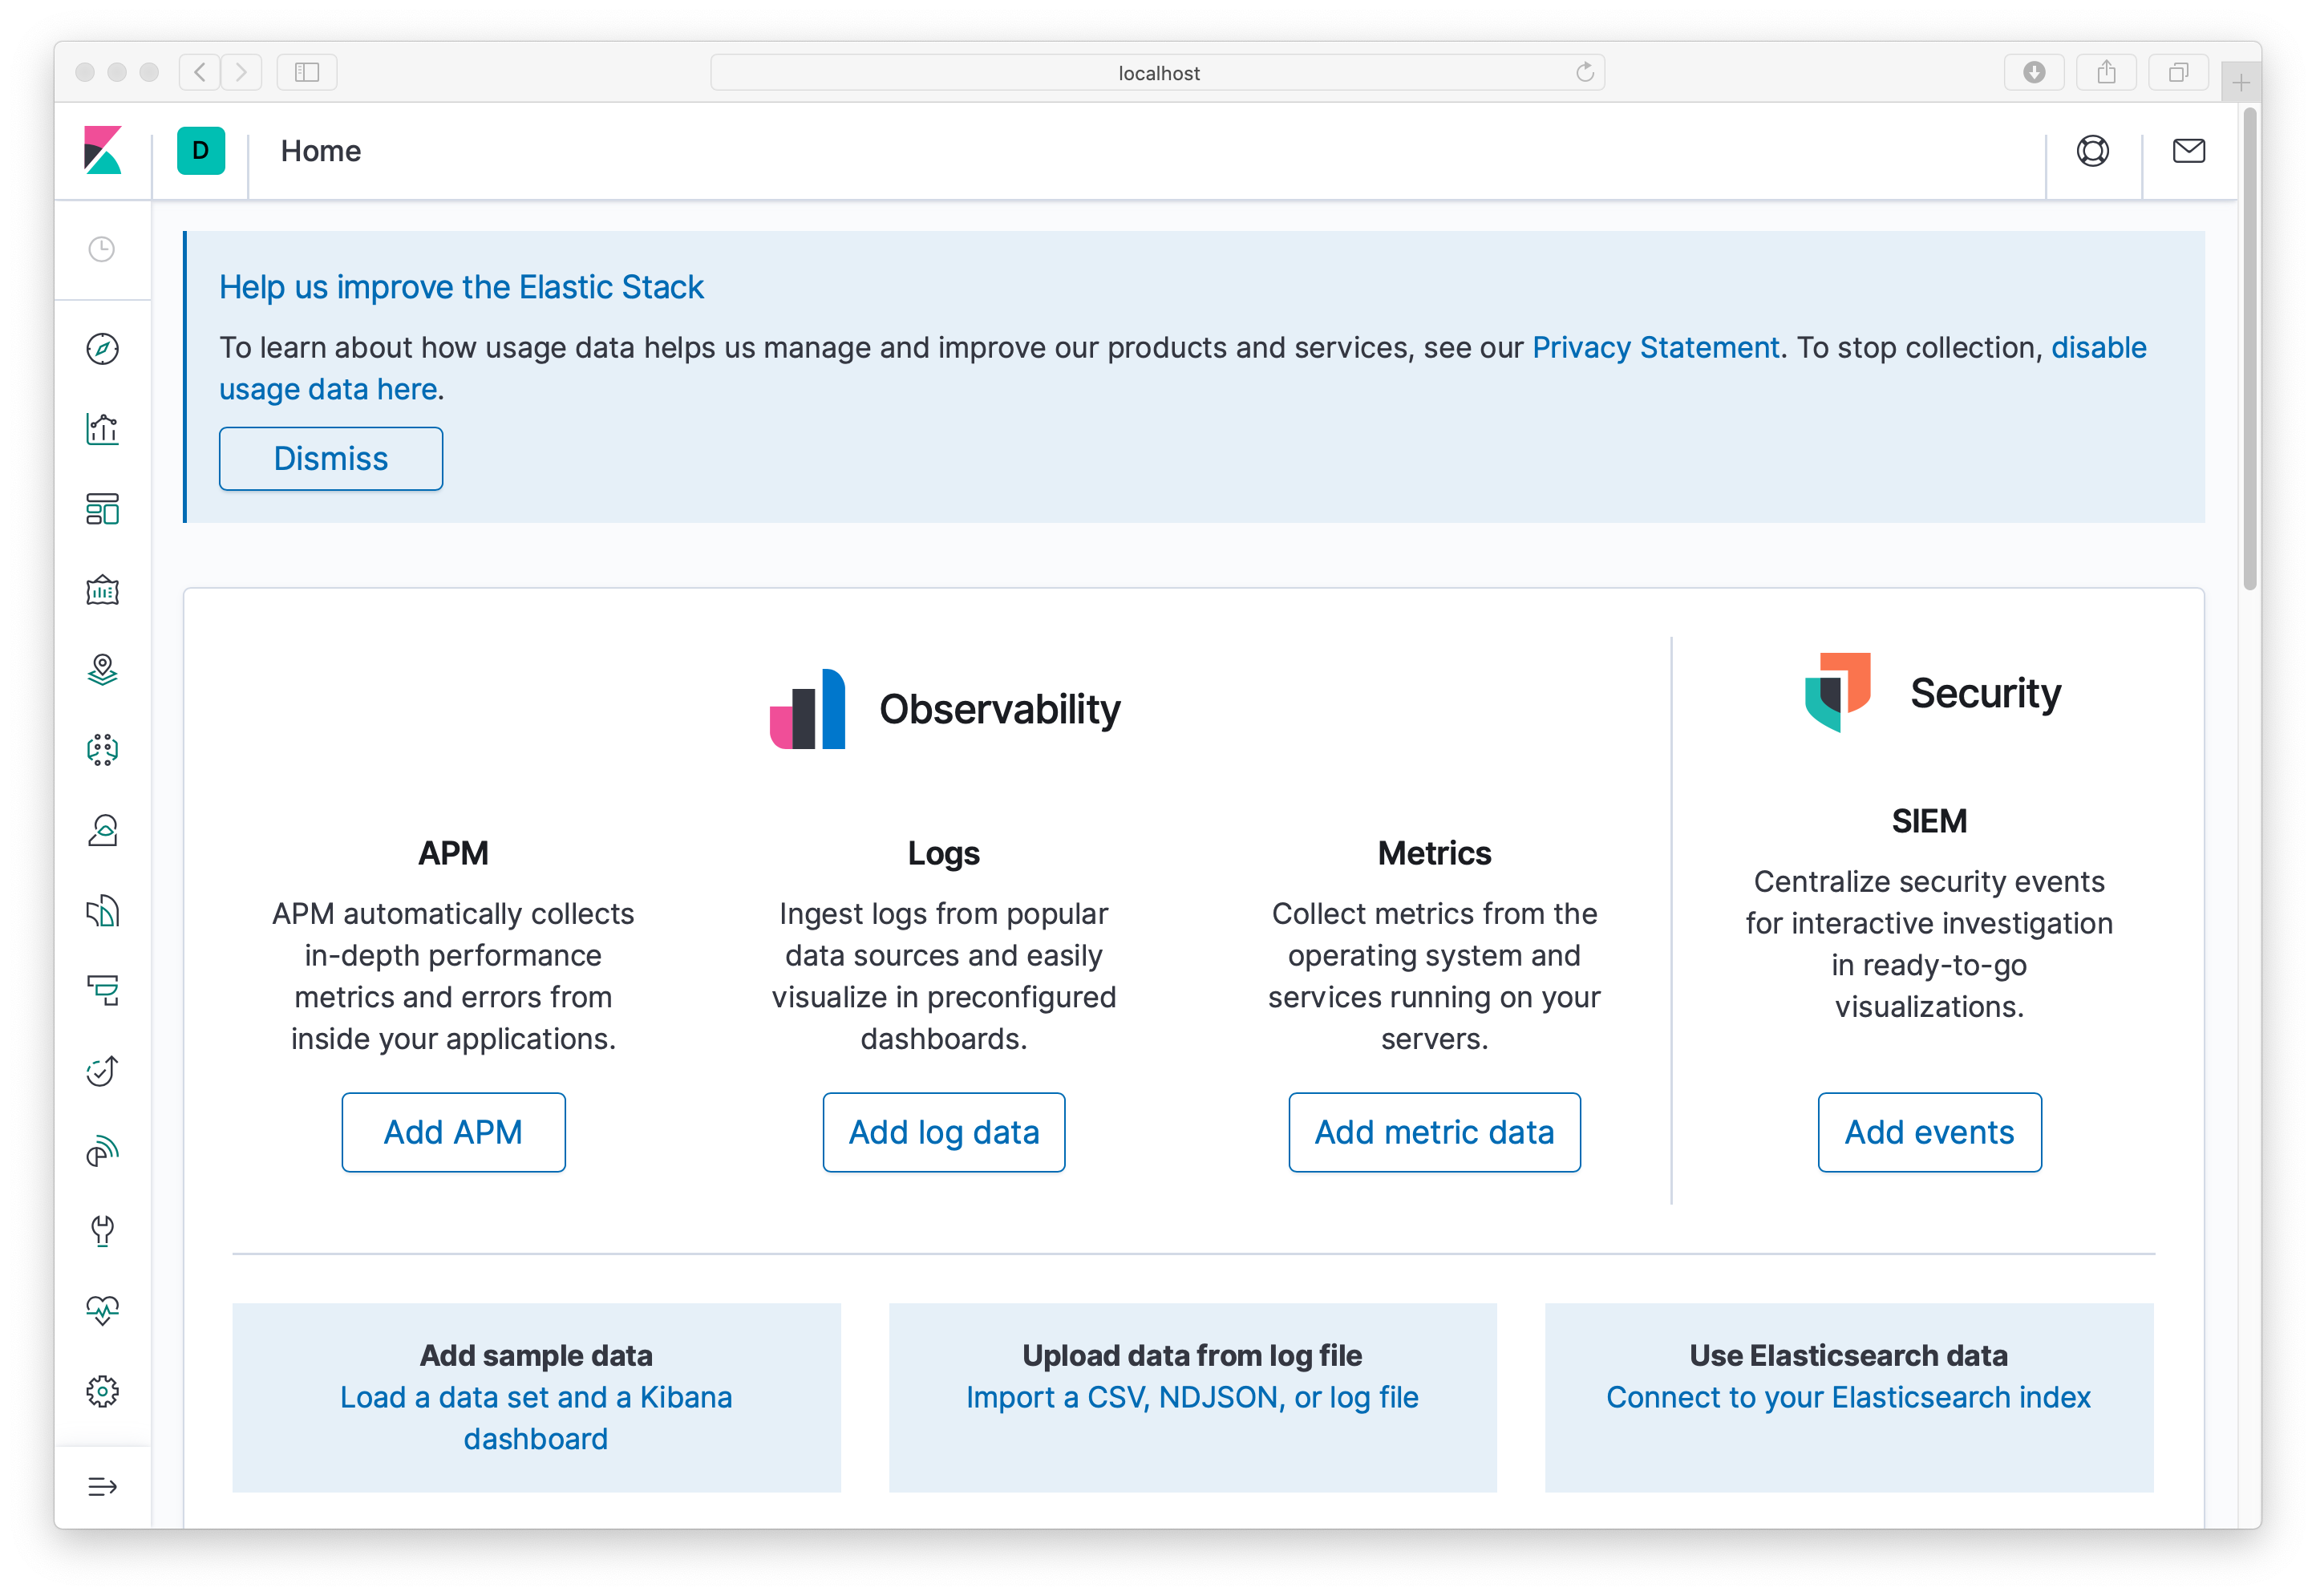 localhost
D
Home
Help us improve the Elastic Stack
To learn about how usage data helps us manage and improve our products and services, see our Privacy Statement. To stop collection, disable
usage data here.
Dismiss
Observability
Security
APM
APM automatically collects
in-depth performance
metrics and errors from
inside your applications.
Add APM
Logs
Ingest logs from popular
data sources and easily
visualize in preconfigured
dashboards.
Add log data
Metrics
Collect metrics from the
operating system and
services running on your
servers.
Add metric data
SIEM
Centralize security events
for interactive investigation
in ready-to-go
visualizations.
Add events
Add sample data
Load a data set and a Kibana
dashboard
Upload data from log file
Import a CSV, NDJSON, or log file
Use Elasticsearch data
Connect to your Elasticsearch index